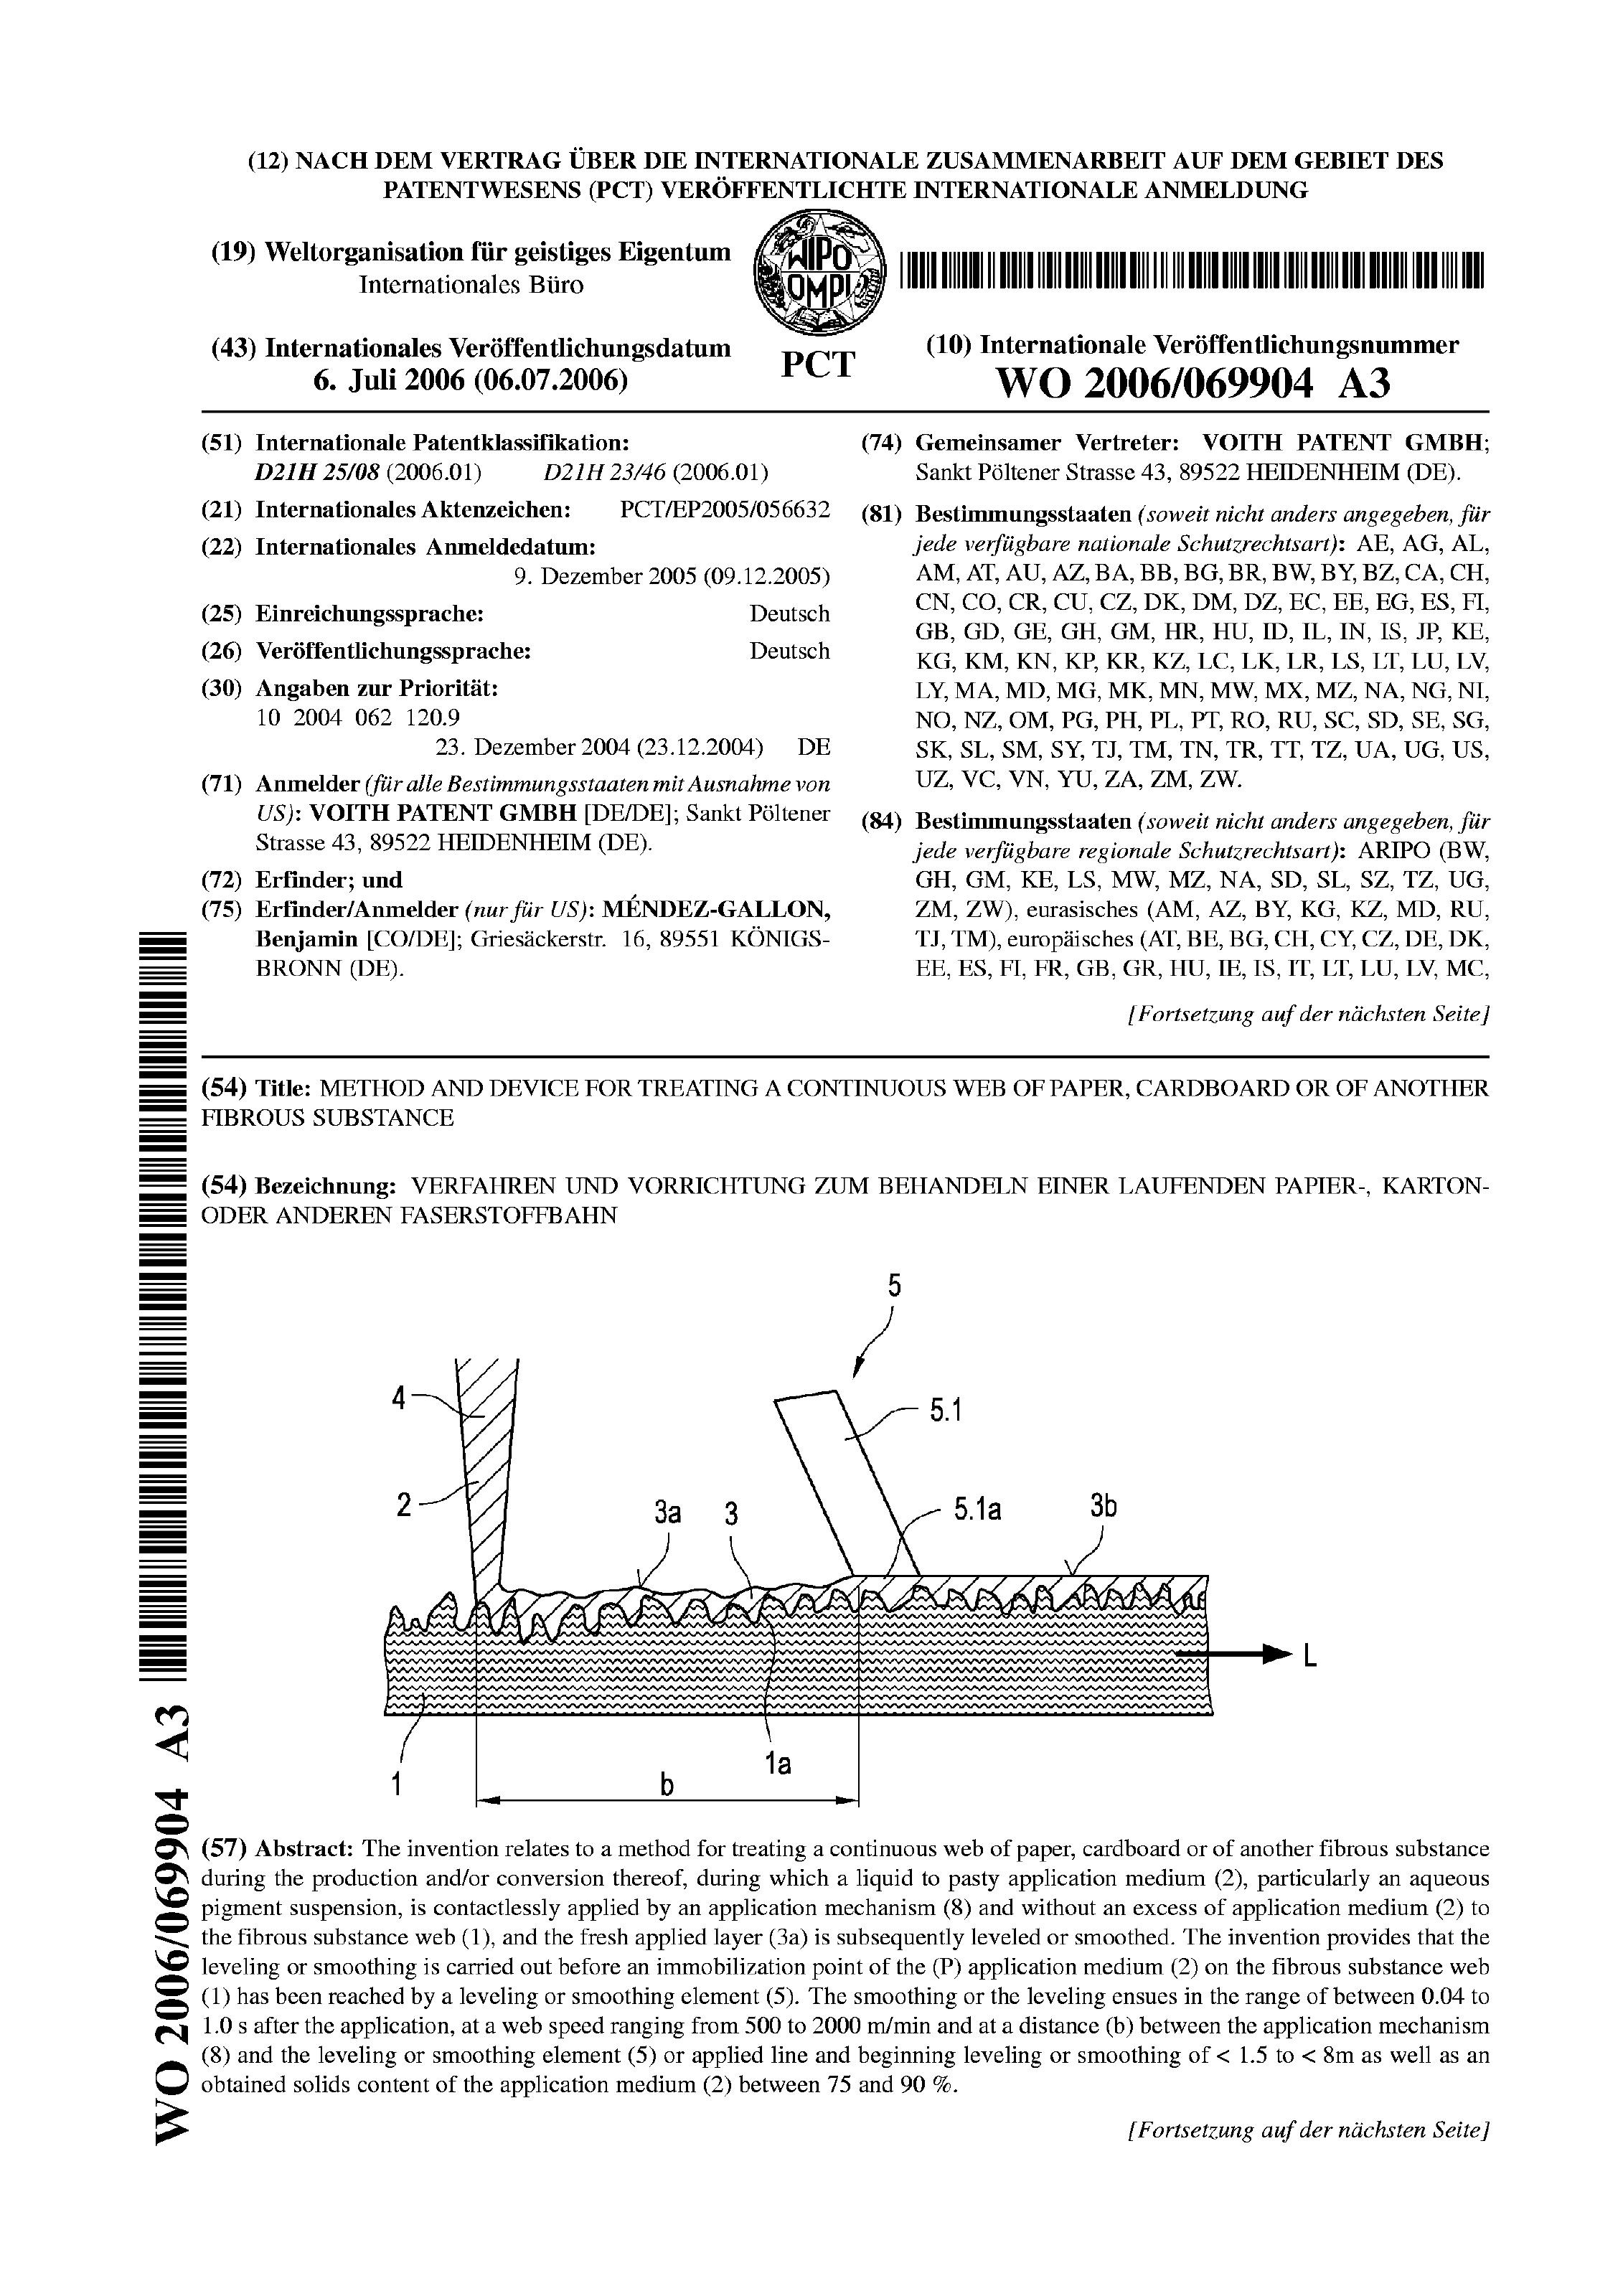 (12) NACH DEM VERTRAG ÜBER DIE INTERNATIONALE ZUSAMMENARBEIT AUF DEM GEBIET DES
PATENTWESENS (PCT) VERÖFFENTLICHTE INTERNATIONALE ANMELDUNG
(19) Weltorganisation für geistiges Eigentum
Internationales Büro
WIPO
OMPI
PCT
(43) Internationales Veröffentlichungsdatum
6. Juli 2006 (06.07.2006)
(10) Internationale Veröffentlichungsnummer
WO 2006/069904 A3
(51) Internationale Patentklassifikation:
D21H 25/08 (2006.01) D21H 23/46 (2006.01)
(21) Internationales Aktenzeichen: PCT/EP2005/056632
(22) Internationales Anmeldedatum:
9. Dezember 2005 (09.12.2005)
(25) Einreichungssprache: Deutsch
(26) Veröffentlichungssprache: Deutsch
(30) Angaben zur Priorität:
10 2004 062 120.9
23. Dezember 2004 (23.12.2004) DE
(71) Anmelder (für alle Bestimmungsstaaten mit Ausnahme von
US): VOITH PATENT GMBH [DE/DE]; Sankt Pöltener
Strasse 43, 89522 HEIDENHEIM (DE).
(72) Erfinder; und
(75) Erfinder/Anmelder (nur für US): MÉNDEZ-GALLON,
Benjamin [CO/DE]; Griesäckerstr. 16, 89551 KÖNIGS-
BRONN (DE).
(74) Gemeinsamer Vertreter: VOITH PATENT GMBH;
Sankt Pöltener Strasse 43, 89522 HEIDENHEIM (DE).
(81) Bestimmungsstaaten (soweit nicht anders angegeben, für
jede verfügbare nationale Schutzrechtsart): AE, AG, AL,
AM, AT, AU, AZ, BA, BB, BG, BR, BW, BY, BZ, CA, CH,
CN, CO, CR, CU, CZ, DK, DM, DZ, EC, EE, EG, ES, FI,
GB, GD, GE, GH, GM, HR, HU, ID, IL, IN, IS, JP, KE,
KG, KM, KN, KP, KR, KZ, LC, LK, LR, LS, LT, LU, LV,
LY, MA, MD, MG, MK, MN, MW, MX, MZ, NA, NG, NI,
NO, NZ, OM, PG, PH, PL, PT, RO, RU, SC, SD, SE, SG,
SK, SL, SM, SY, TJ, TM, TN, TR, TT, TZ, UA, UG, US,
UZ, VC, VN, YU, ZA, ZM, ZW.
(84) Bestimmungsstaaten (soweit nicht anders angegeben, für
jede verfügbare regionale Schutzrechtsart): ARIPO (BW,
GH, GM, KE, LS, MW, MZ, NA, SD, SL, SZ, TZ, UG,
ZM, ZW), eurasisches (AM, AZ, BY, KG, KZ, MD, RU,
TJ, TM), europäisches (AT, BE, BG, CH, CY, CZ, DE, DK,
EE, ES, FI, FR, GB, GR, HU, IE, IS, IT, LT, LU, LV, MC,
[Fortsetzung auf der nächsten Seite]
(54) Title: METHOD AND DEVICE FOR TREATING A CONTINUOUS WEB OF PAPER, CARDBOARD OR OF ANOTHER
FIBROUS SUBSTANCE
(54) Bezeichnung: VERFAHREN UND VORRICHTUNG ZUM BEHANDELN EINER LAUFENDEN PAPIER-, KARTON-
ODER ANDEREN FASERSTOFFBAHN
5
4
5.1
2
3a
3
5.1a
3b
L
1a
1
b
(57) Abstract: The invention relates to a method for treating a continuous web of paper, cardboard or of another fibrous substance
during the production and/or conversion thereof, during which a liquid to pasty application medium (2), particularly an aqueous
pigment suspension, is contactlessly applied by an application mechanism (8) and without an excess of application medium (2) to
the fibrous substance web (1), and the fresh applied layer (3a) is subsequently leveled or smoothed. The invention provides that the
leveling or smoothing is carried out before an immobilization point of the (P) application medium (2) on the fibrous substance web
(1) has been reached by a leveling or smoothing element (5). The smoothing or the leveling ensues in the range of between 0.04 to
1.0 s after the application, at a web speed ranging from 500 to 2000 m/min and at a distance (b) between the application mechanism
(8) and the leveling or smoothing element (5) or applied line and beginning leveling or smoothing of < 1.5 to < 8m as well as an
obtained solids content of the application medium (2) between 75 and 90 %.
[Fortsetzung auf der nächsten Seite]
WO 2006/069904 A3